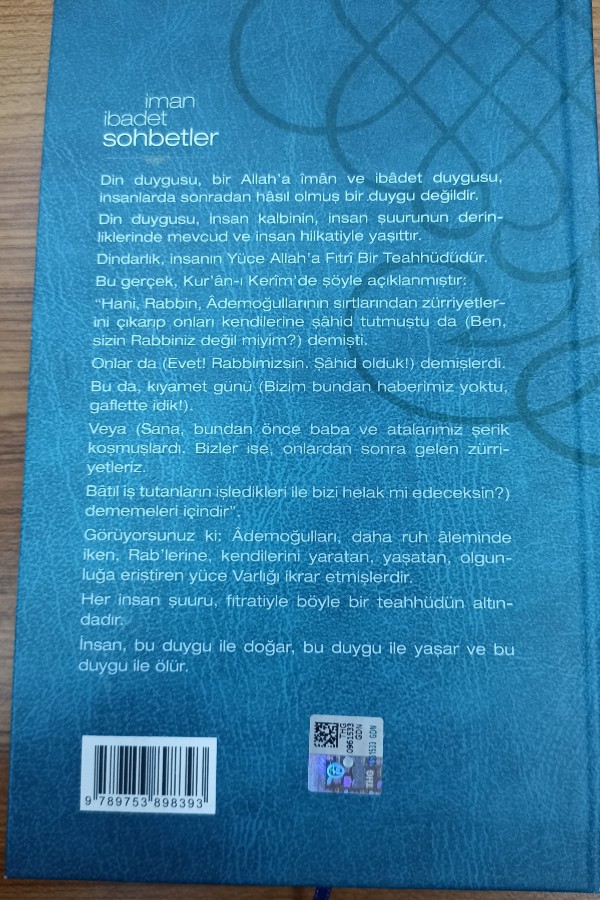 iman
ibadet
sohbetler
Din duygusu, bir Allah'a îmân ve ibâdet duygusu,
insanlarda sonradan hâsıl olmuş bir duygu değildir.
Din duygusu, insan kalbinin, insan şuurunun derin-
liklerinde mevcud ve insan hilkatiyle yaşıttır.
Dindarlık, insanın Yüce Allah'a Fıtrî Bir Teahhüdüdür.
Bu gerçek, Kur'ân-ı Kerîm'de şöyle açıklanmıştır:
"Hani, Rabbin, Âdemoğullarının sırtlarından zürriyetler-
ini çıkarıp onları kendilerine şâhid tutmuştu da (Ben,
sizin Rabbiniz değil miyim?) demişti.
Onlar da (Evet! Rabbimizsin. Şâhid olduk!) demişlerdi.
Bu da, kıyamet günü (Bizim bundan haberimiz yoktu,
gaflette idik!).
Veya (Sana, bundan önce baba ve atalarımız şerik
koşmuşlardı. Bizler ise, onlardan sonra gelen zürri-
yetleriz.
Bâtıl iş tutanların işledikleri ile bizi helak mi edeceksin?)
dememeleri içindir".
Görüyorsunuz ki: Âdemoğulları, daha ruh âleminde
iken, Rab'lerine, kendilerini yaratan, yaşatan, olgun-
luğa eristiren yüce Varlığı ikrar etmişlerdir.
Her insan şuuru, fıtratiyle böyle bir teahhüdün altın-
dadır.
İnsan, bu duygu ile doğar, bu duygu ile yaşar ve bu
duygu ile ölür.
THG
0961533
GDN
THG
0961533 GDN
9 789753 898393